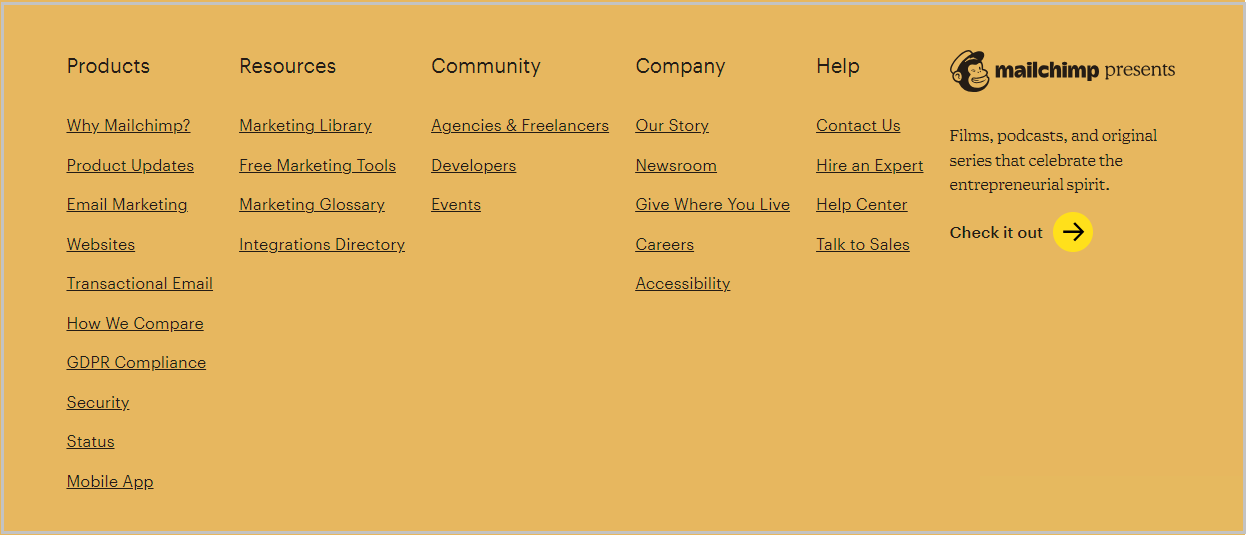 Products
Why Mailchimp?
Product Updates
Email Marketing
Websites
Transactional Email
How We Compare
GDPR Compliance
Security
Status
Mobile App
Resources
Marketing Library
Free Marketing Tools
Marketing Glossary
Integrations Directory
Community
Agencies & Freelancers
Developers
Events
Company
Our Story
Newsroom
Give Where You Live
Careers
Accessibility
Help
Contact Us
Hire an Expert
Help Center
Talk to Sales
mailchimp presents
Films, podcasts, and original
series that celebrate the
entrepreneurial spirit.
Check it out